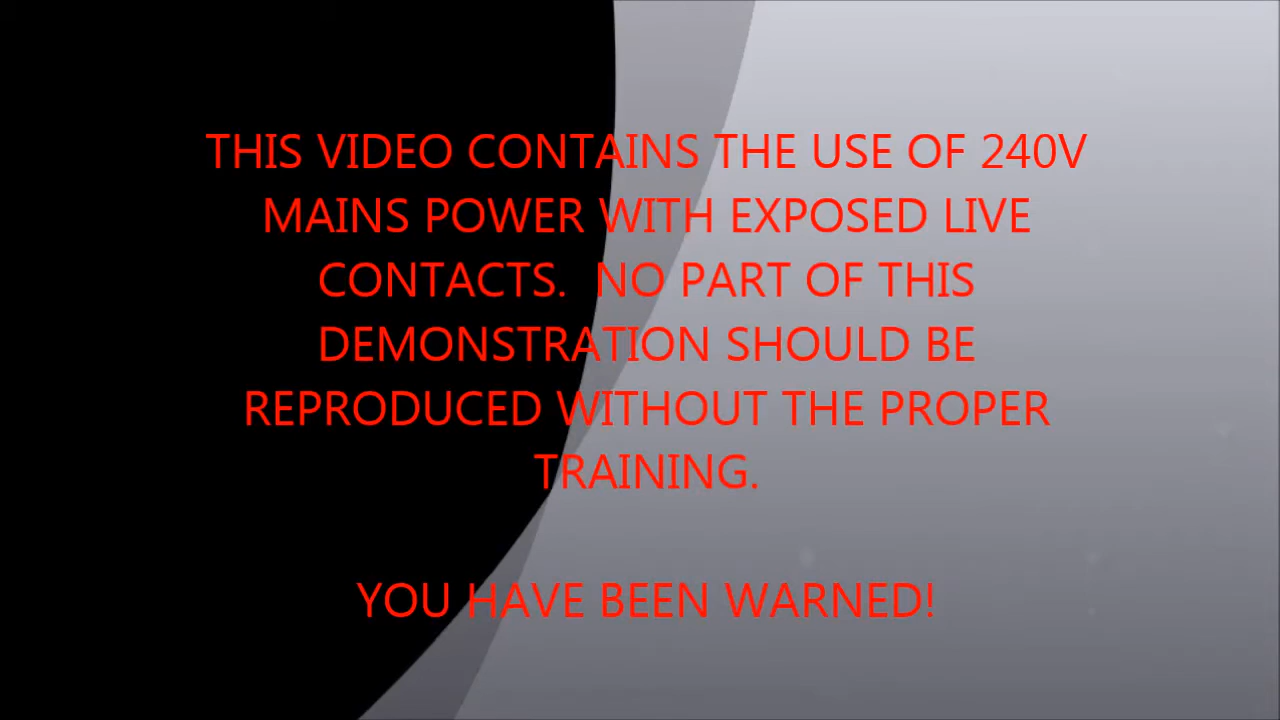 THIS VIDEO CONTAINS THE USE OF 240V
MAINS POWER WITH EXPOSED LIVE
CONTACTS.  NO PART OF THIS
DEMONSTRATION SHOULD BE
REPRODUCED WITHOUT THE PROPER
TRAINING.
YOU HAVE BEEN WARNED!